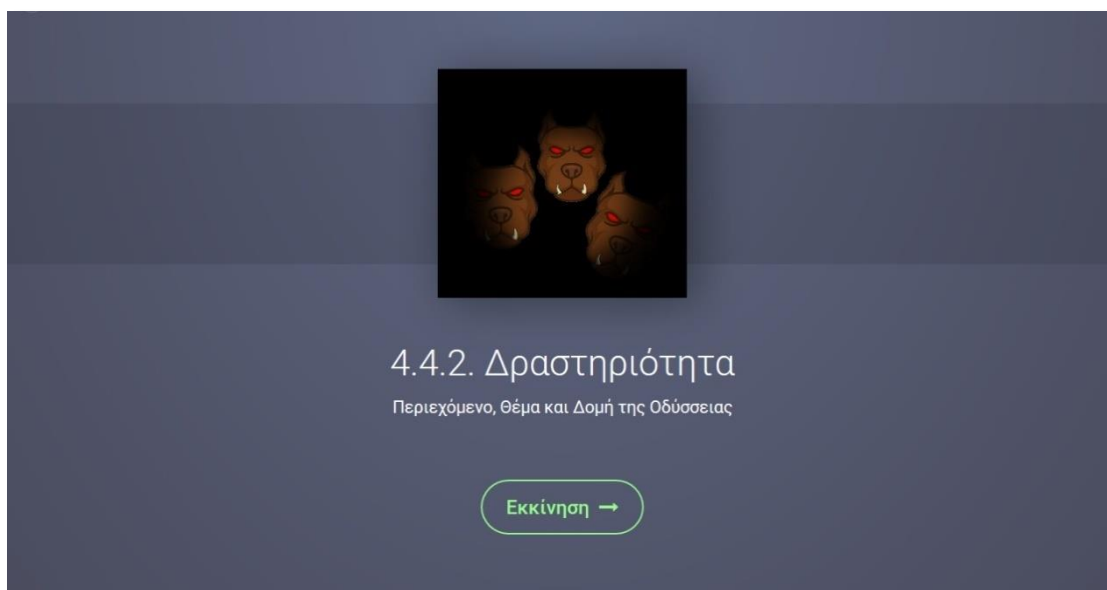 4.4.2. Δραστηριότητα
Περιεχόμενο, Θέμα και Δομή της Οδύσσειας
Εκκίνηση →